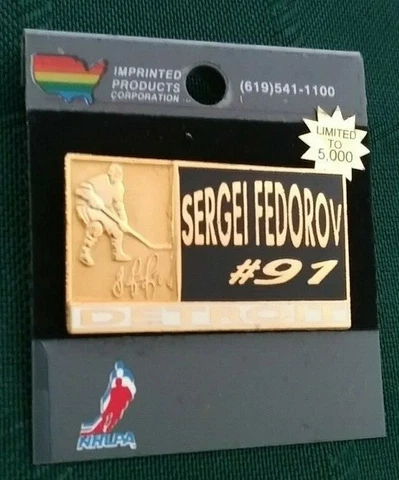 IMPRINTED
PRODUCTS
CORPORATION
(619)541-1100
LIMITED
TO
5,000
SERGEI FEDOROV
#91
DETROIT
NHLPA